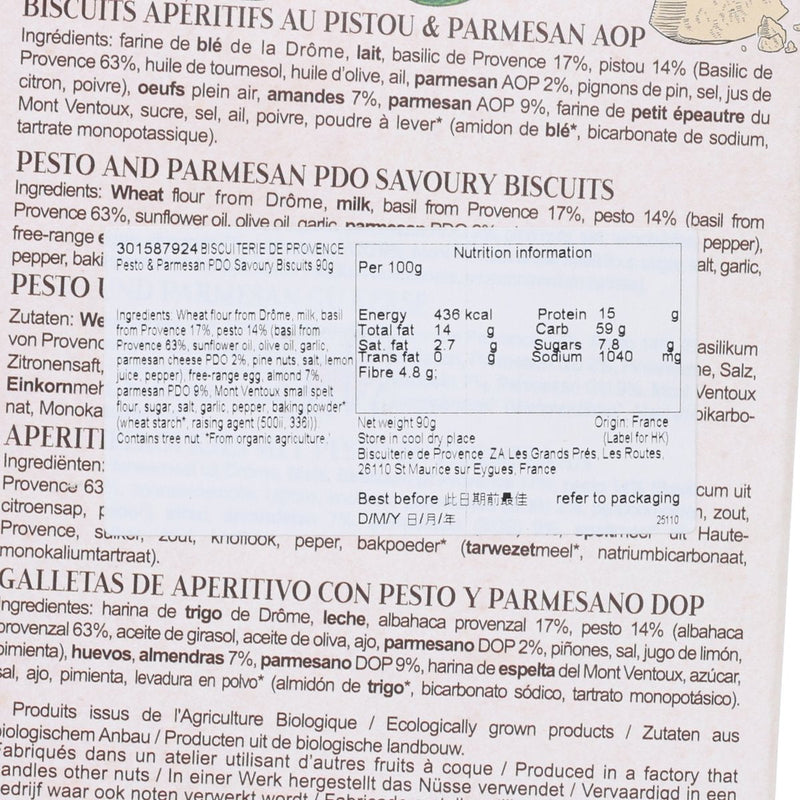 BISCUITS APÉRITIFS AU PISTOU & PARMESAN AOP
Ingrédients: farine de blé de la Drôme, lait, basilic de Provence 17%, pistou 14% (Basilic de
Provence 63%, huile de tournesol, huile d'olive, ail, parmesan AOP 2%, pignons de pin, sel, jus de
citron, poivre), oeufs plein air, amandes 7%, parmesan AOP 9%, farine de petit épeautre du
Mont Ventoux, sucre, sel, ail, poivre, poudre à lever* (amidon de blé*, bicarbonate de sodium,
tartrate monopotassique).
PESTO AND PARMESAN PDO SAVOURY BISCUITS
Ingredients: Wheat flour from Drôme, milk, basil from Provence 17%, pesto 14% (basil from
Provence 63%, sunflower oil, olive oil, garlic, parmesan PDO
free-range e pepper),
pepper, baki alt, garlic,
301587924 BISCUITERIE DE PROVENCE
Pesto & Parmesan PDO Savoury Biscuits 90g
Ingredients: Wheat flour from Drôme, milk, basil
from Provence 17%, pesto 14% (basil from
Provence 63%, sunflower oil, olive oil, garlic,
parmesan cheese PDO 2%, pine nuts, salt, lemon
juice, pepper), free-range egg, almond 7%,
parmesan PDO 9%, Mont Ventoux small spelt
flour, sugar, salt, garlic, pepper, baking powder*
(wheat starch*, raising agent (500ii, 336i))
Contains tree nut. *From organic agriculture.'
Nutrition information
Per 100g
Energy 436 kcal Protein 15 g
Total fat 14 g Carb 59 g
Sat. fat 2.7 g Sugars 7.8 g
Trans fat 0 g Sodium 1040 mg
Fibre 4.8 g;
Net weight 90g Origin: France
Store in cool dry place (Label for HK)
Biscuiterie de Provence ZA Les Grands Prés, Les Routes,
26110 St Maurice sur Eygues, France
Best before 此日期前最佳 refer to packaging
D/M/Y 日/月/年 25110
PESTO U
Zutaten: We asilikum
von Provenc
Zitronensaft, e, Salz,
Einkornmeh Ventoux
nat, Monoka bikarbo-
APERITI
Ingrediënten:
Provence 63 cum uit
citroensap, p n, zout,
Provence, suiker, zout, knoflook, peper, bakpoeder* (tarwezetmeel*, natriumbicarbonaat,
Haute-
monokaliumtartraat).
GALLETAS DE APERITIVO CON PESTO Y PARMESANO DOP
Ingredientes: harina de trigo de Drôme, leche, albahaca provenzal 17%, pesto 14% (albahaca
provenzal 63%, aceite de girasol, aceite de oliva, ajo, parmesano DOP 2%, piñones, sal, jugo de limón,
pimienta), huevos, almendras 7%, parmesano DOP 9%, harina de espelta del Mont Ventoux, azúcar,
sal, ajo, pimienta, levadura en polvo* (almidón de trigo*, bicarbonato sódico, tartrato monopotásico).
Produits issus de l'Agriculture Biologique / Ecologically grown products / Zutaten aus
biologischem Anbau / Producten uit de biologische landbouw.
Fabriqués dans un atelier utilisant d'autres fruits à coque / Produced in a factory that
handles other nuts / In einer Werk hergestellt das Nüsse verwendet / Vervaardigd in een
bedrijf waar ook noten verwerkt wordt /